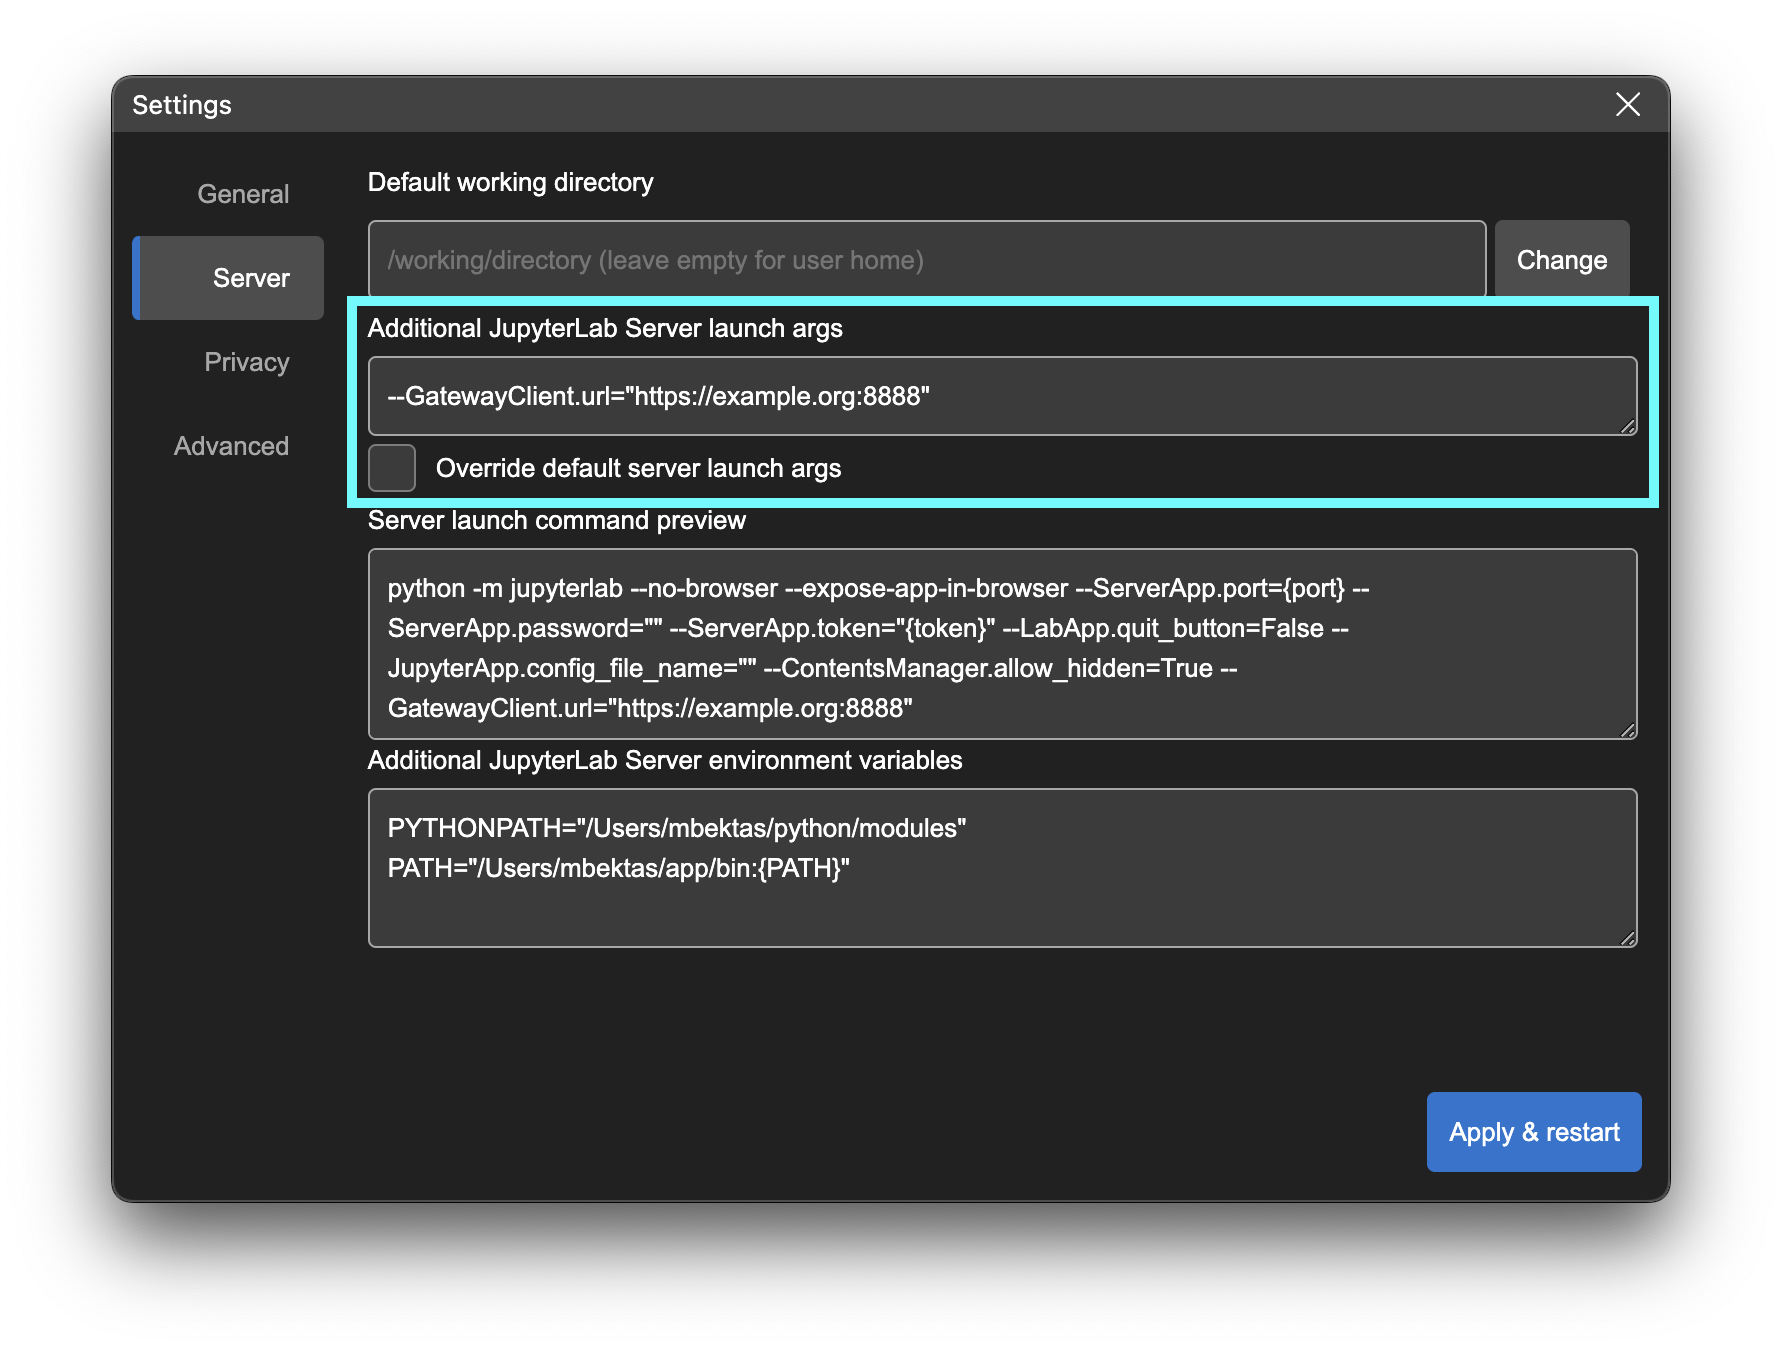 Settings
General
Server
Privacy
Advanced
Default working directory
/working/directory (leave empty for user home)
Change
Additional JupyterLab Server launch args
--GatewayClient.url="https://example.org:8888"
Override default server launch args
Server launch command preview
python -m jupyterlab --no-browser --expose-app-in-browser --ServerApp.port={port} --
ServerApp.password="" --ServerApp.token="{token}" --LabApp.quit_button=False --
JupyterApp.config_file_name="" --ContentsManager.allow_hidden=True --
GatewayClient.url="https://example.org:8888"
Additional JupyterLab Server environment variables
PYTHONPATH="/Users/mbektas/python/modules"
PATH="/Users/mbektas/app/bin:{PATH}"
Apply & restart